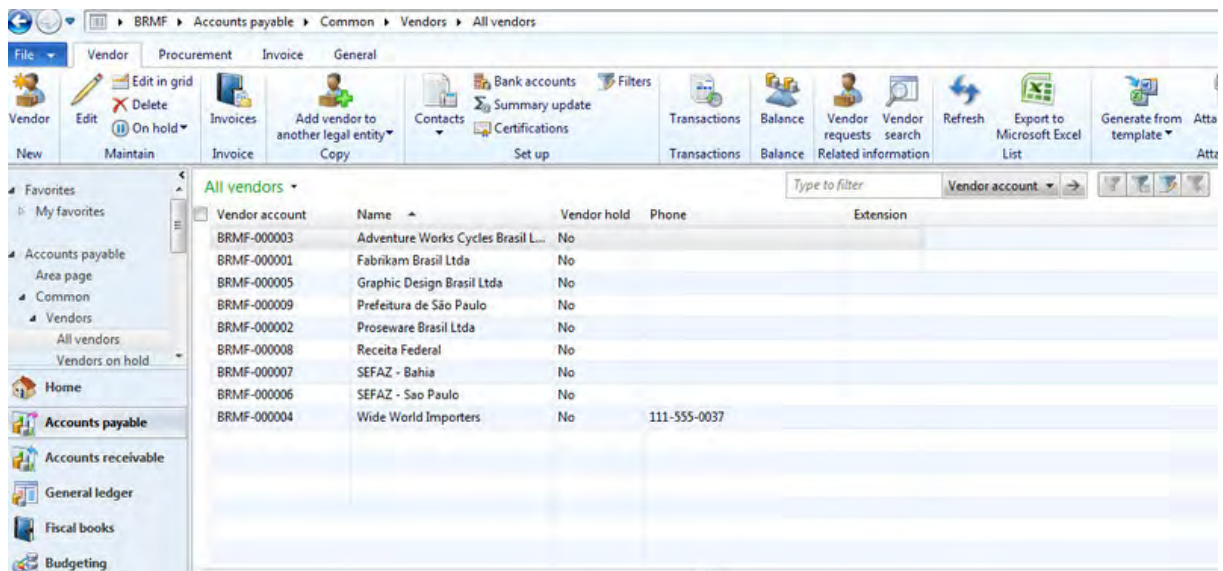 BRMF Accounts payable Common Vendors All vendors
File Vendor Procurement Invoice General
Vendor
New
Edit
Edit in grid
Delete
On hold
Maintain
Invoices
Invoice
Add vendor to
another legal entity
Copy
Contacts
Bank accounts
Summary update
Certifications
Filters
Set up
Transactions
Transactions
Balance
Balance
Vendor
requests
Vendor
search
Related information
Refresh
Export to
Microsoft Excel
List
Generate from
template
Atta
Atta
Favorites
My favorites
Accounts payable
Area page
Common
Vendors
All vendors
Vendors on hold
Home
Accounts payable
Accounts receivable
General ledger
Fiscal books
Budgeting
All vendors
Type to filter Vendor account
Vendor account Name Vendor hold Phone Extension
BRMF-000003 Adventure Works Cycles Brasil L... No
BRMF-000001 Fabrikam Brasil Ltda No
BRMF-000005 Graphic Design Brasil Ltda No
BRMF-000009 Prefeitura de São Paulo No
BRMF-000002 Proseware Brasil Ltda No
BRMF-000008 Receita Federal No
BRMF-000007 SEFAZ - Bahia No
BRMF-000006 SEFAZ - Sao Paulo No
BRMF-000004 Wide World Importers No 111-555-0037